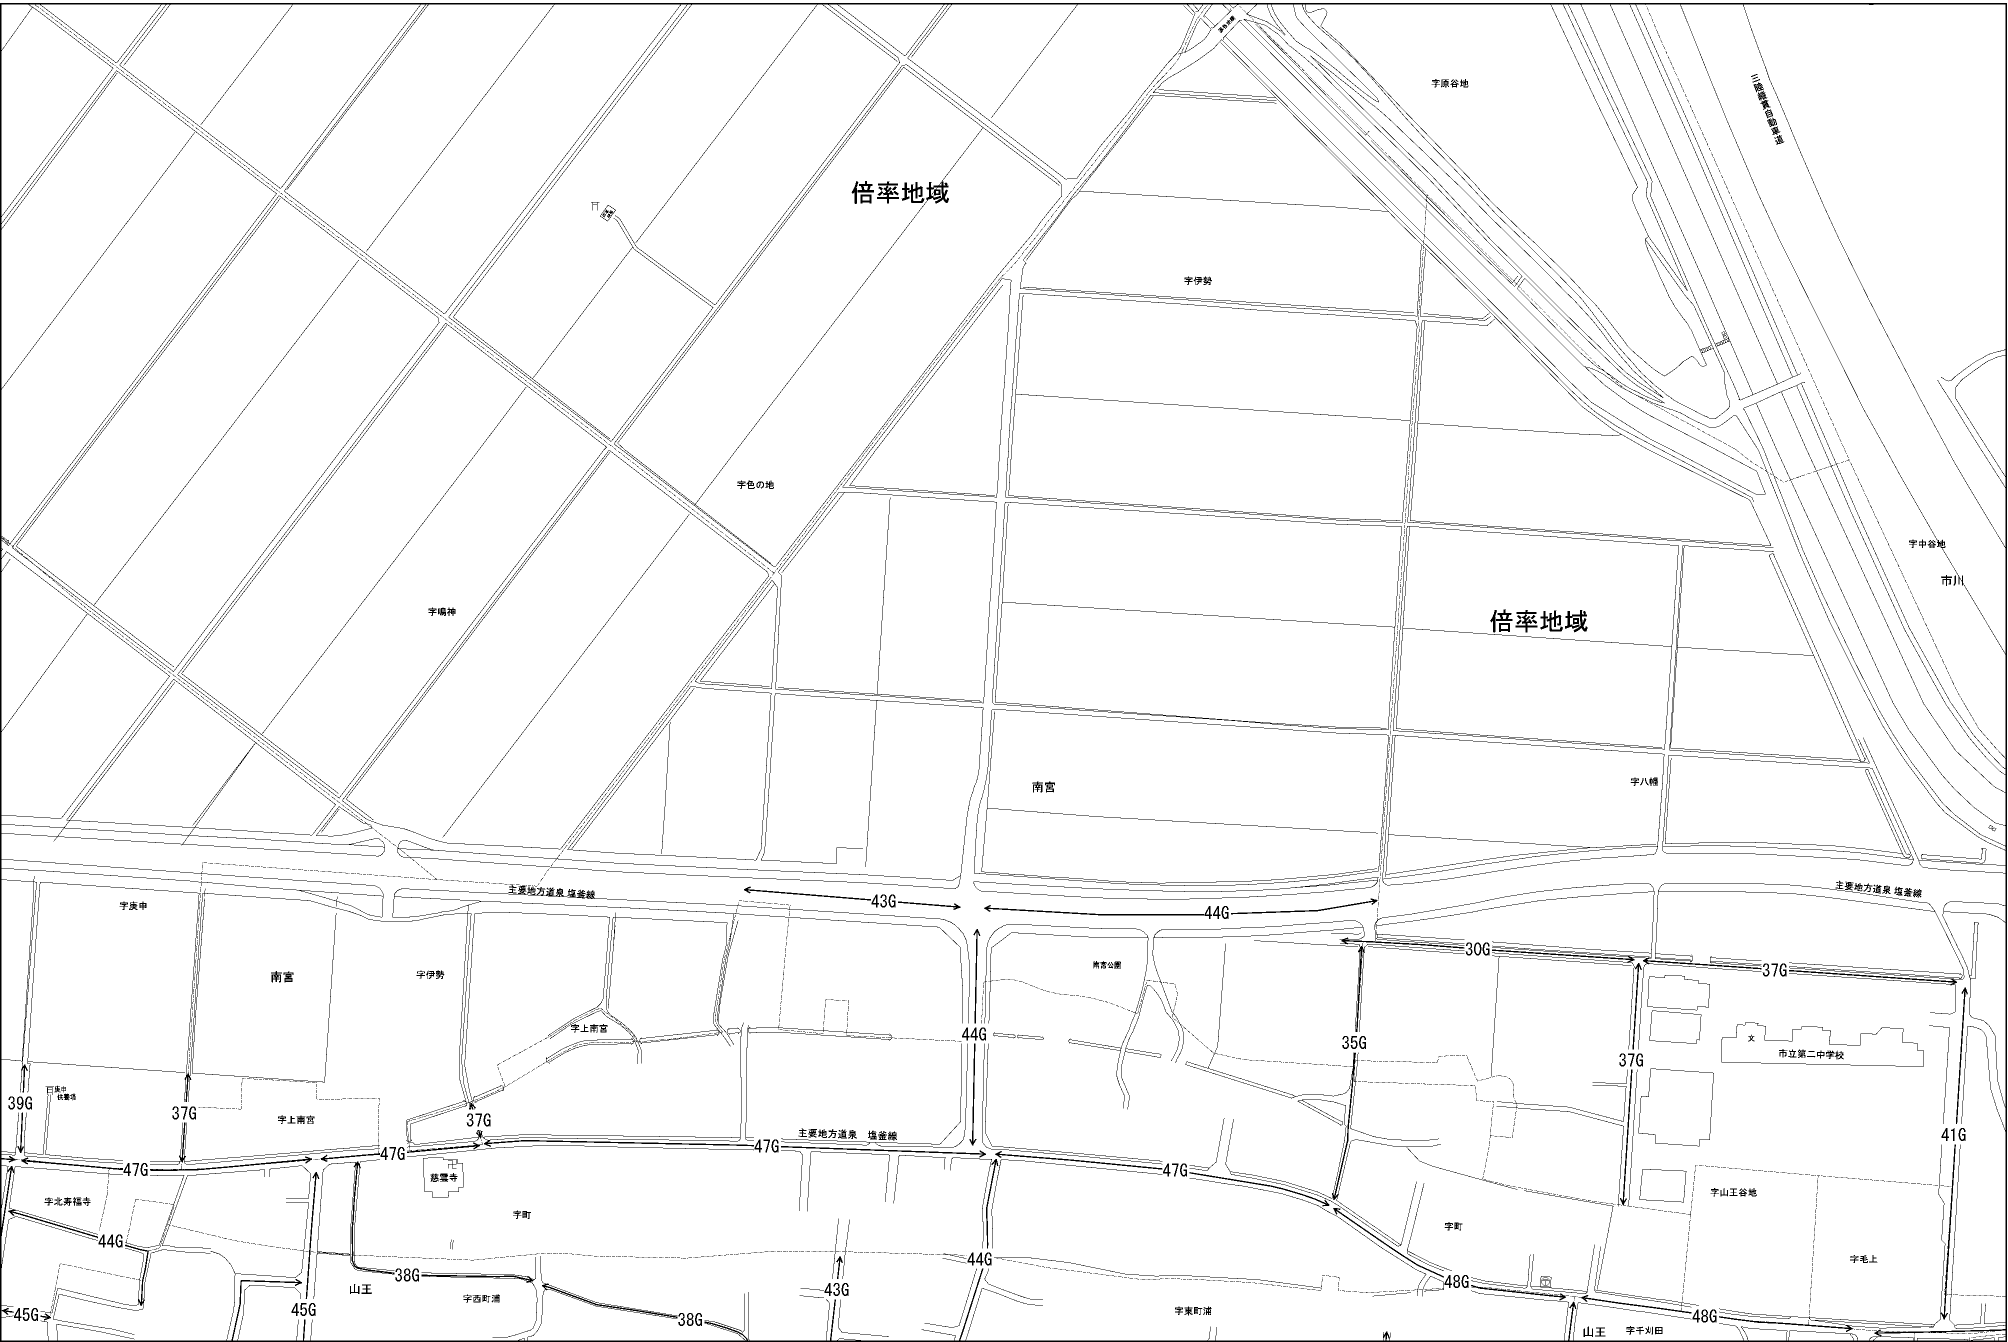 字原谷地
三陸縦貫自動車道
倍率地域
字伊勢
字色の地
字中谷地
市川
字鳴神
倍率地域
南宮
字八幡
主要地方道泉 塩釜線
主要地方道泉 塩釜線
43G
44G
字庚申
30G
37G
南宮
字伊勢
南宮公園
字上南宮
44G
35G
37G
文
市立第二中学校
庚申
供養塔
39G
37G
字上南宮
37G
主要地方道泉 塩釜線
41G
47G
47G
47G
47G
慈雲寺
字北寿福寺
字町
字山王谷地
字町
44G
44G
字毛上
38G
43G
48G
山王
字西町浦
45G
45G
38G
字東町浦
48G
山王
字千刈田